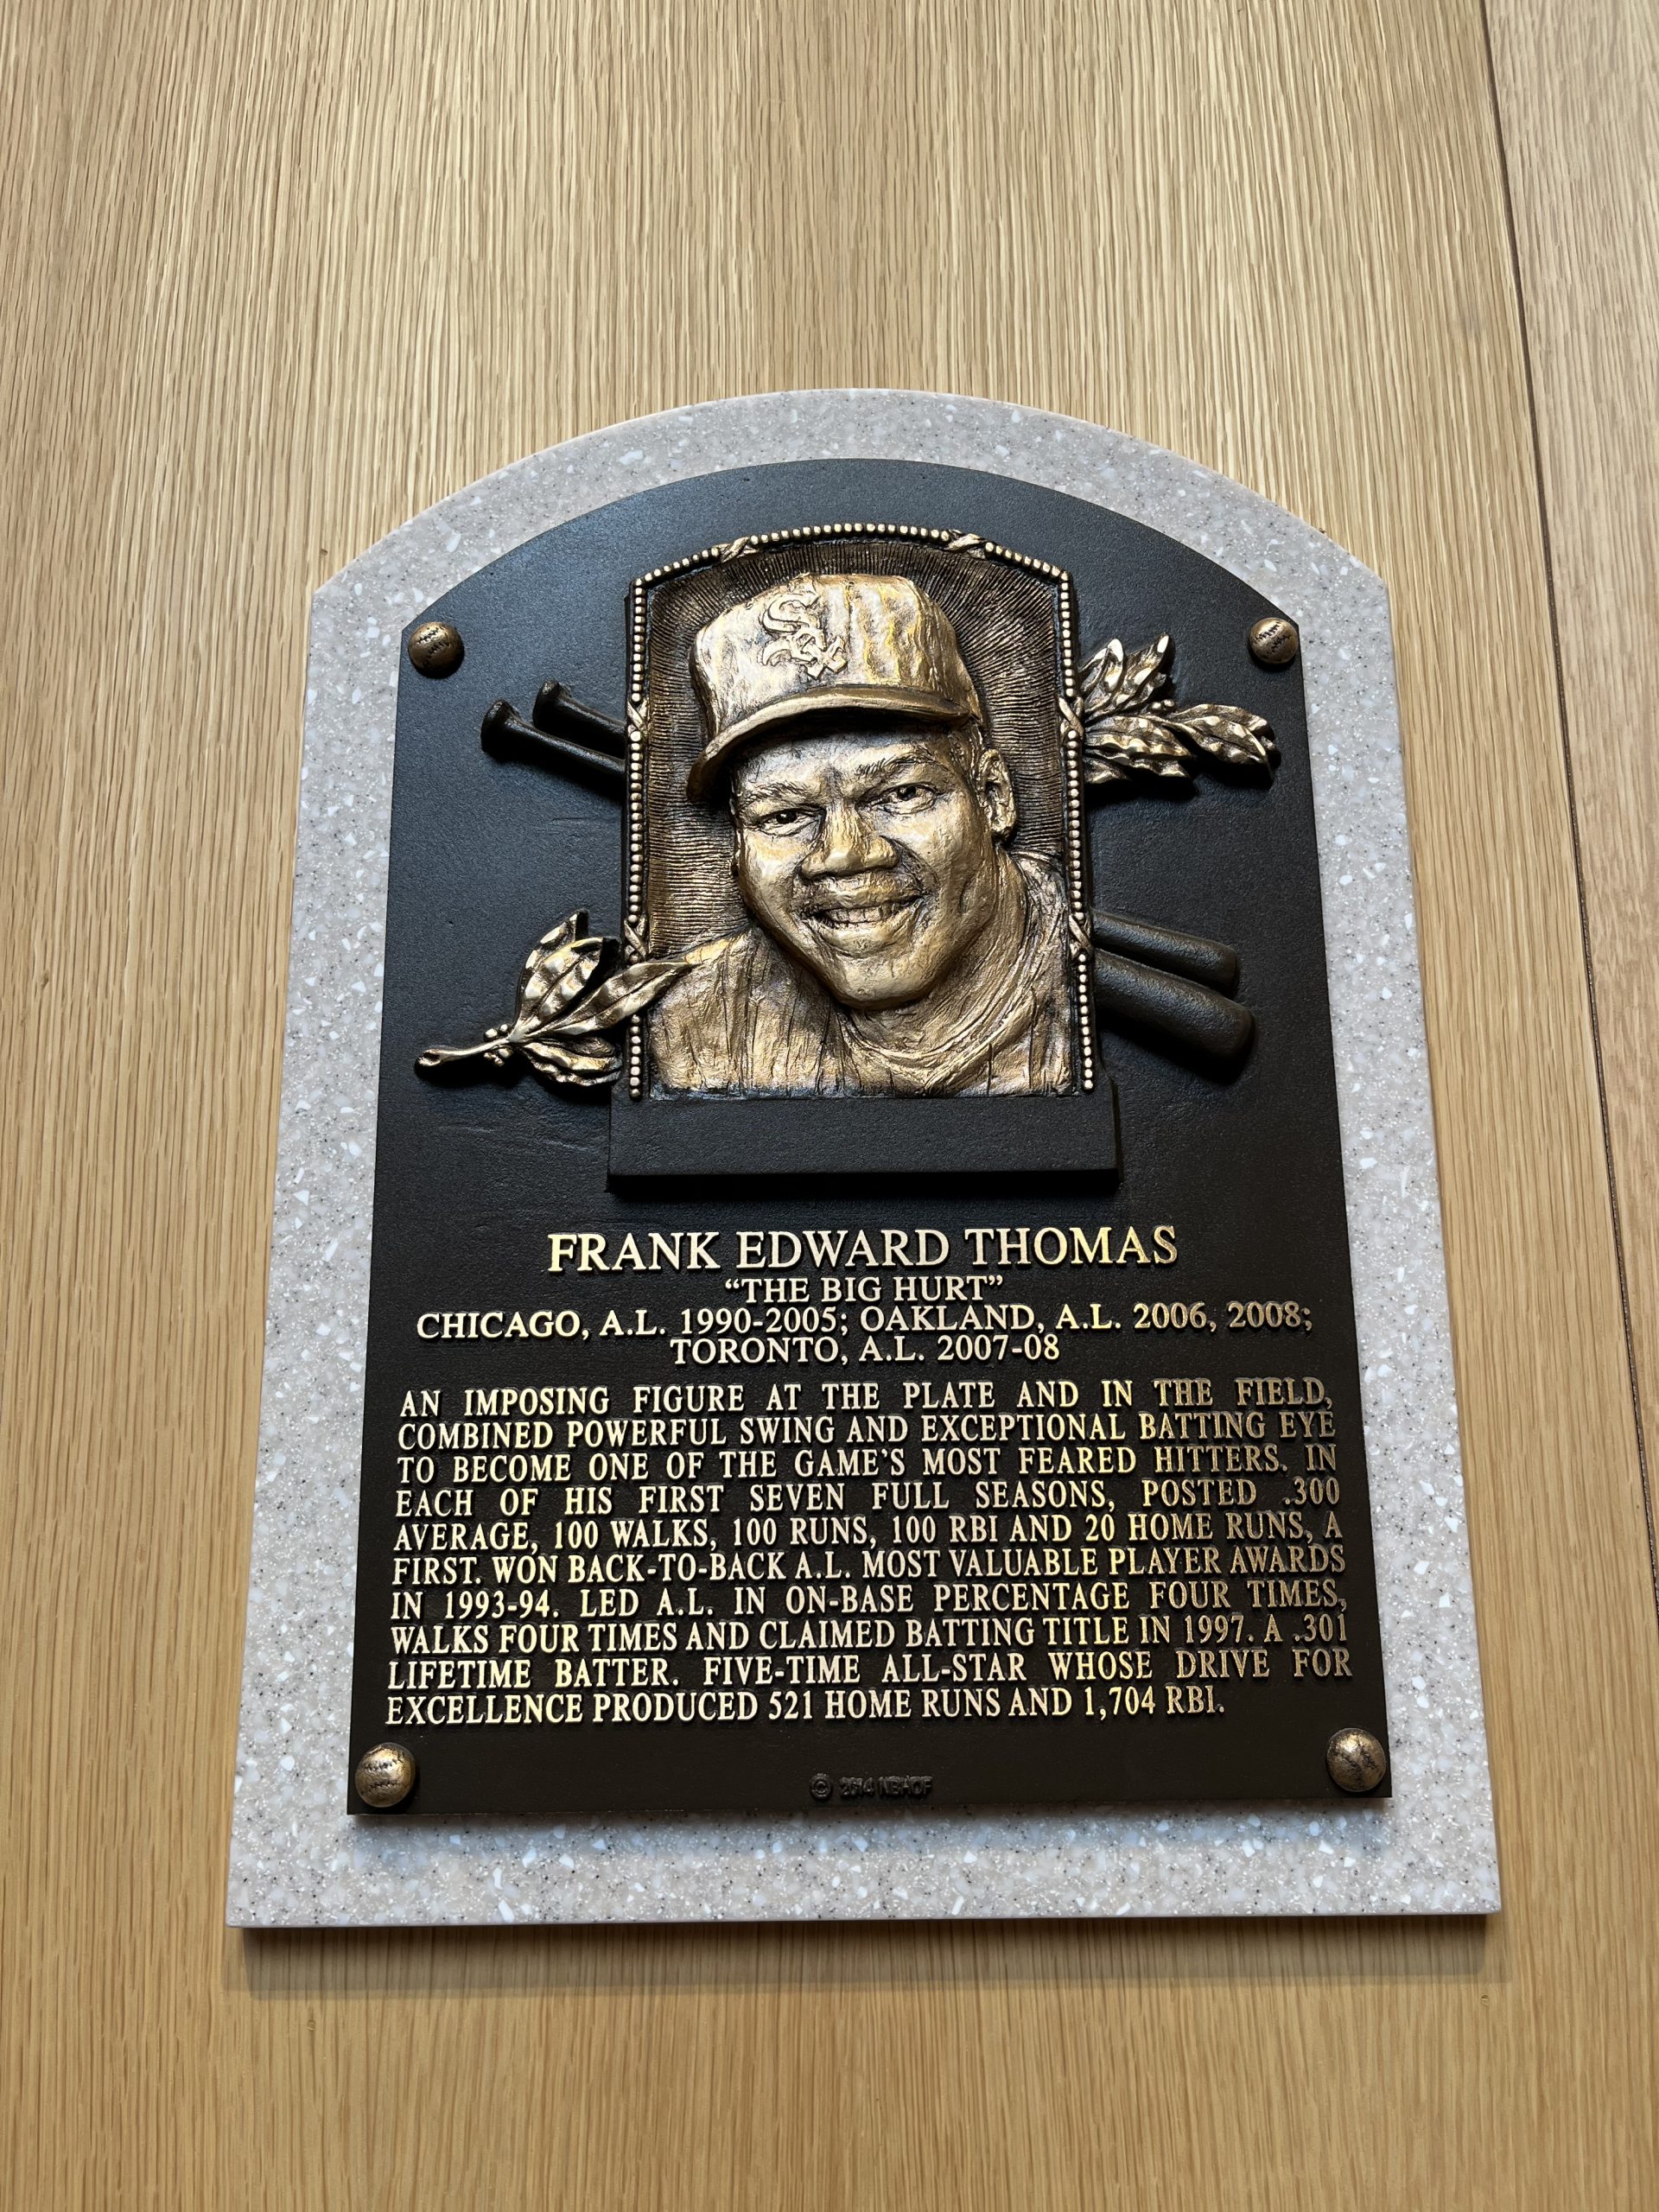 Sox
FRANK EDWARD THOMAS
“THE BIG HURT”
CHICAGO, A.L. 1990-2005; OAKLAND, A.L. 2006, 2008;
TORONTO, A.L. 2007-08
AN IMPOSING FIGURE AT THE PLATE AND IN THE FIELD,
COMBINED POWERFUL SWING AND EXCEPTIONAL BATTING EYE
TO BECOME ONE OF THE GAME’S MOST FEARED HITTERS. IN
EACH OF HIS FIRST SEVEN FULL SEASONS, POSTED .300
AVERAGE, 100 WALKS, 100 RUNS, 100 RBI AND 20 HOME RUNS, A
FIRST. WON BACK-TO-BACK A.L. MOST VALUABLE PLAYER AWARDS
IN 1993-94. LED A.L. IN ON-BASE PERCENTAGE FOUR TIMES,
WALKS FOUR TIMES AND CLAIMED BATTING TITLE IN 1997. A .301
LIFETIME BATTER. FIVE-TIME ALL-STAR WHOSE DRIVE FOR
EXCELLENCE PRODUCED 521 HOME RUNS AND 1,704 RBI.
© 2014 NBHOF